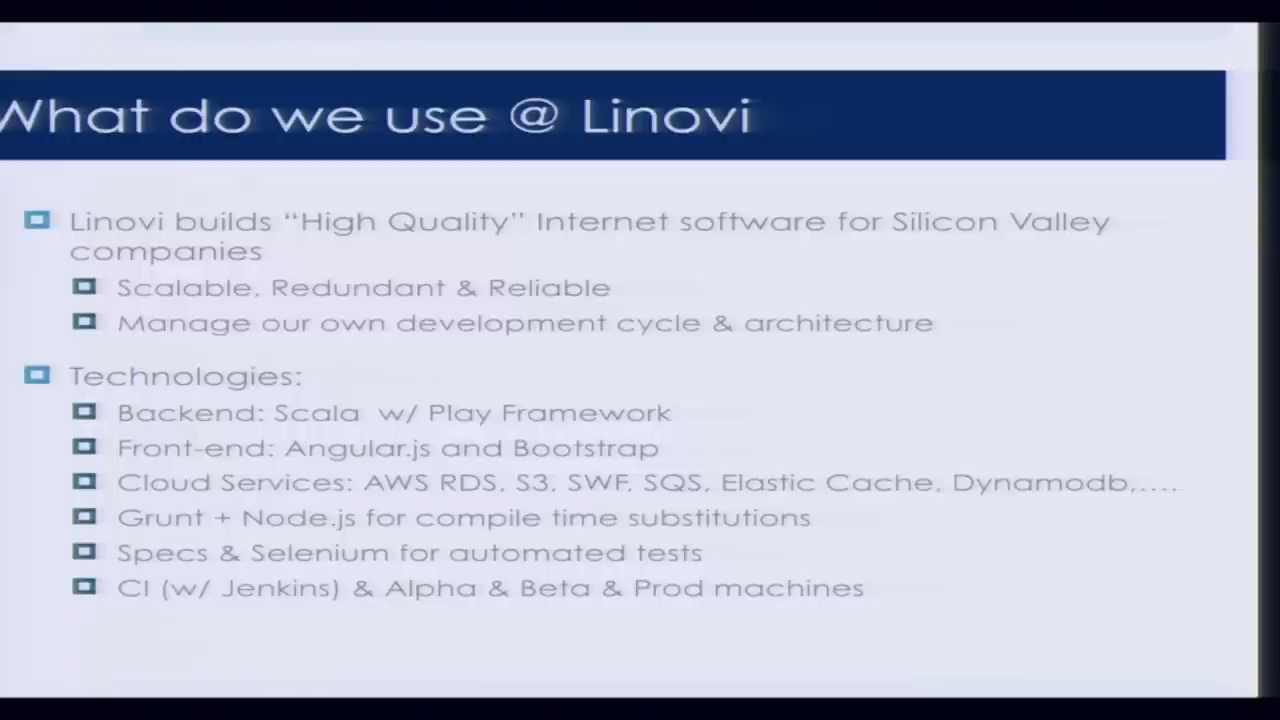 What do we use @ Linovi
Linovi builds “High Quality” Internet software for Silicon Valley
companies
Scalable, Redundant & Reliable
Manage our own development cycle & architecture
Technologies:
Backend: Scala w/ Play Framework
Front-end: Angular.js and Bootstrap
Cloud Services: AWS RDS, S3, SWF, SQS, Elastic Cache, Dynamodb,....
Grunt + Node.js for compile time substitutions
Specs & Selenium for automated tests
CI (w/ Jenkins) & Alpha & Beta & Prod machines